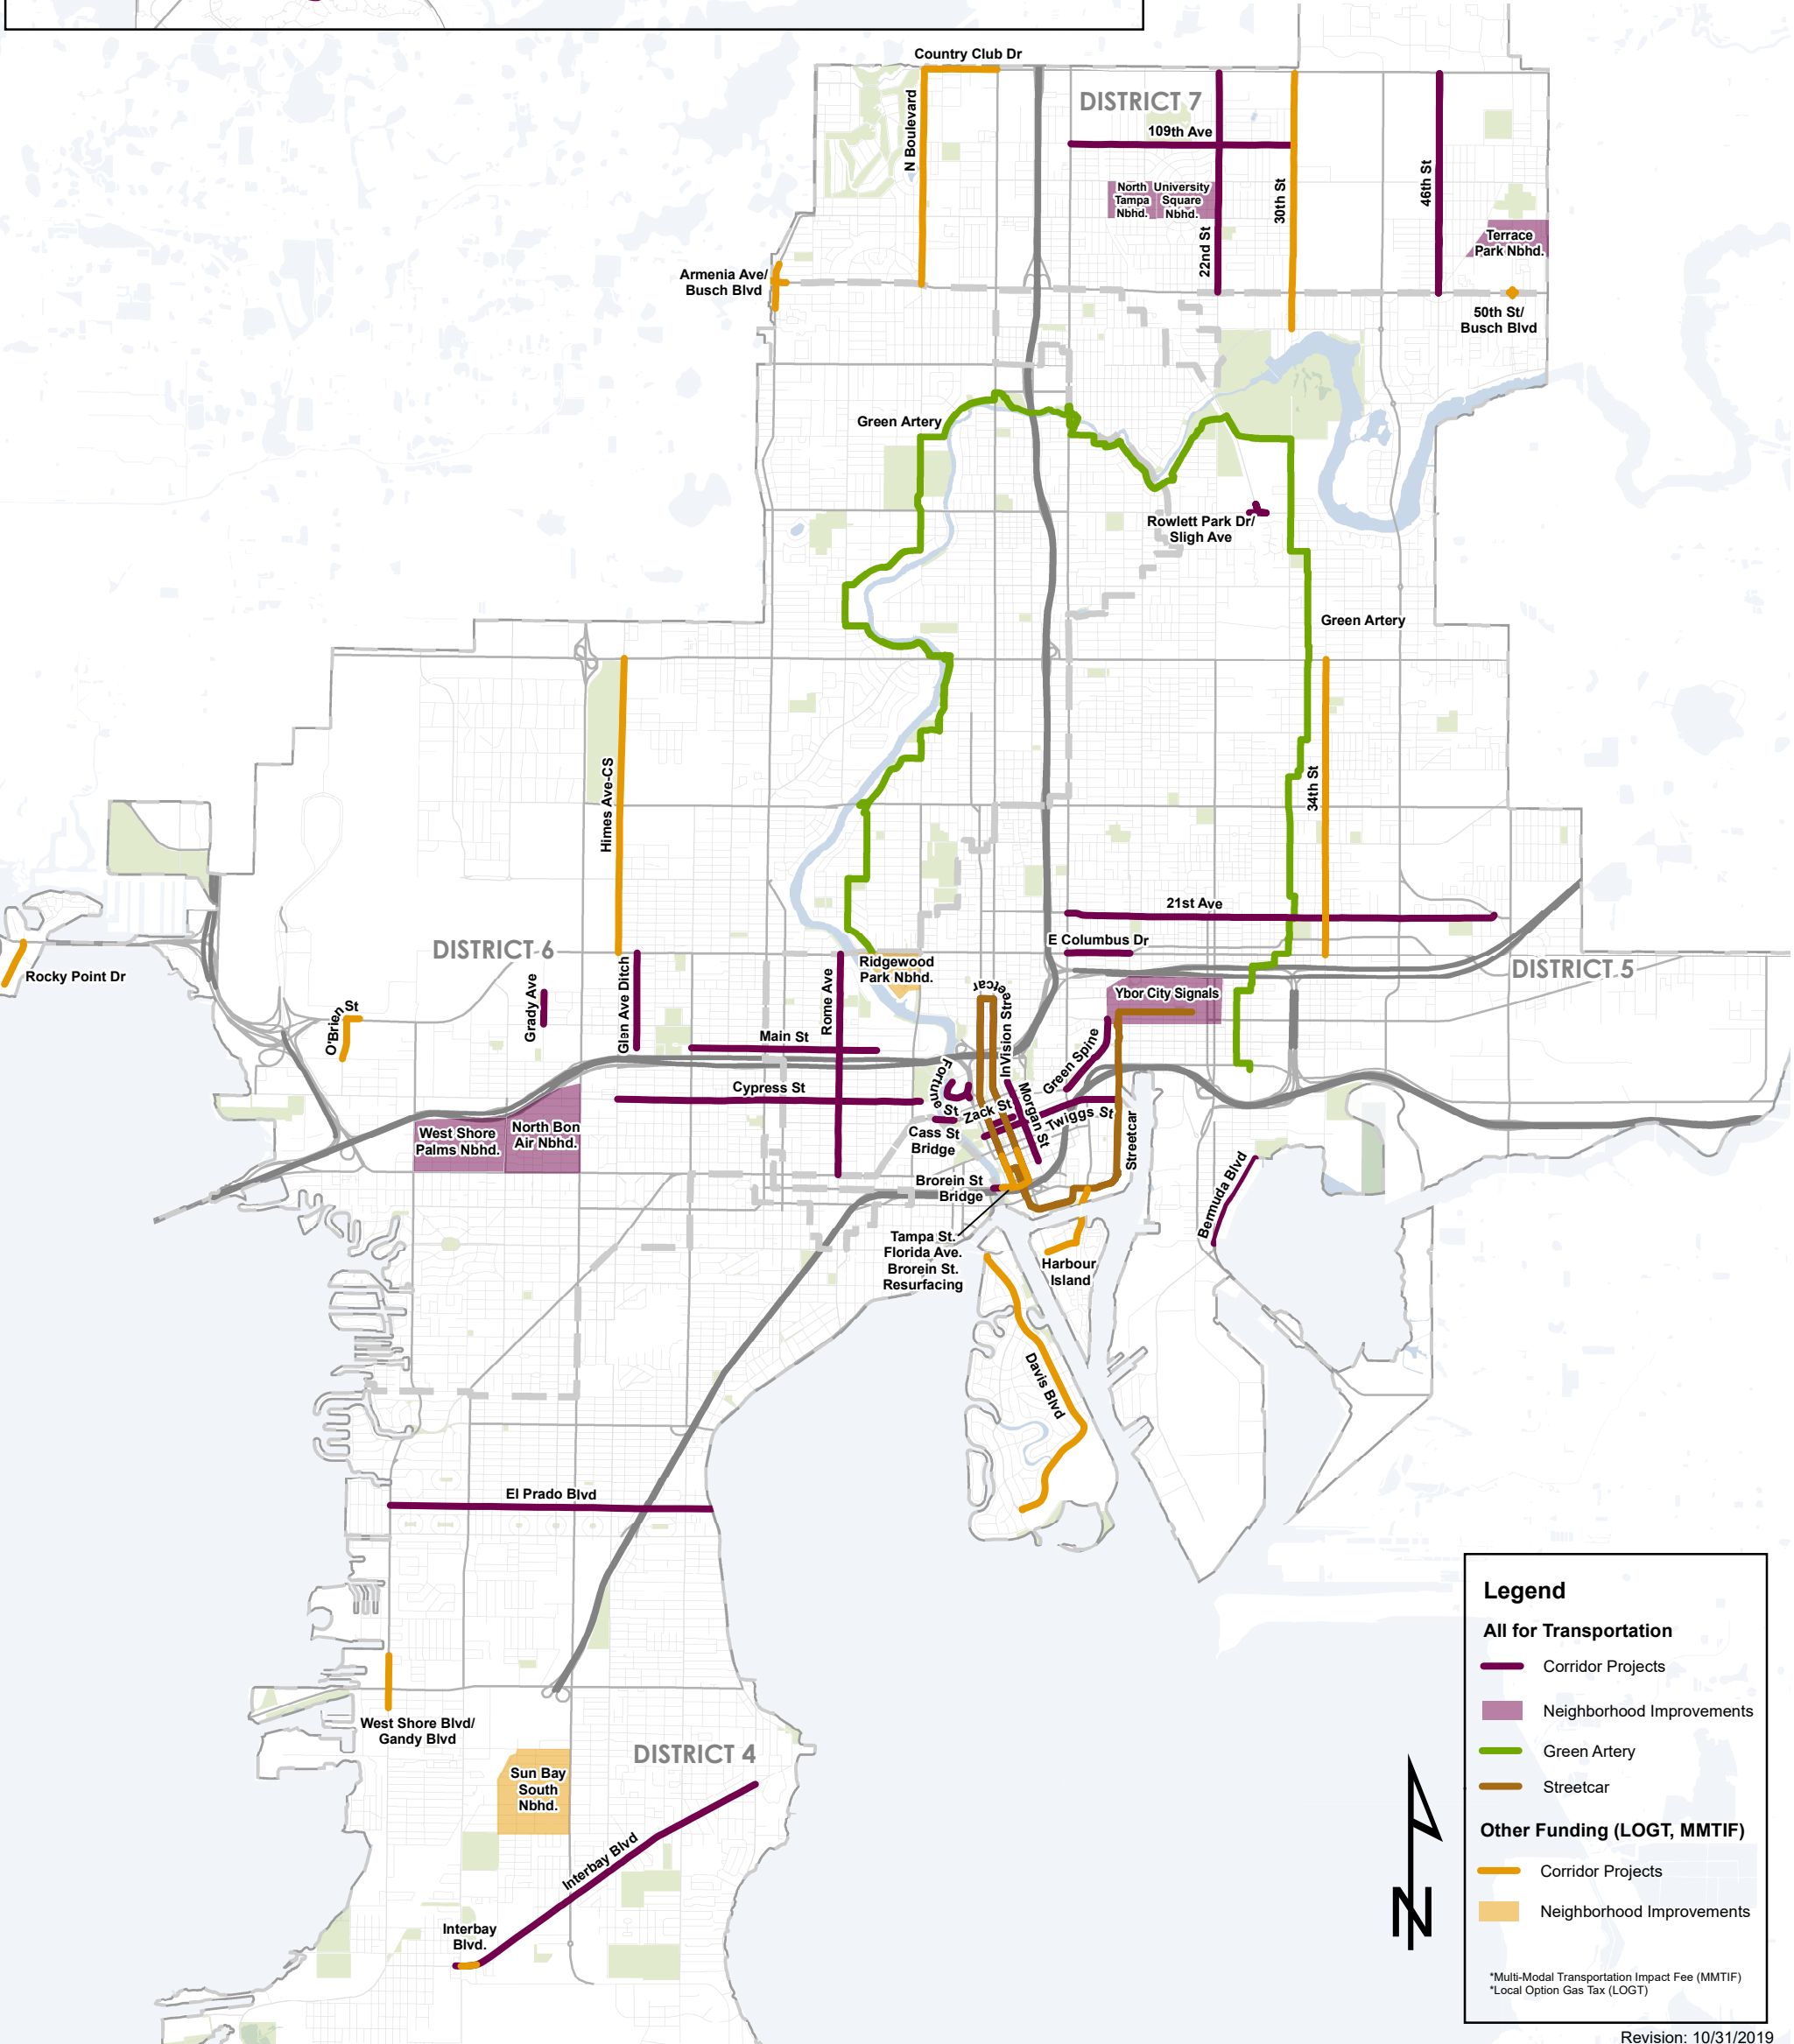 Country Club Dr
DISTRICT 7
N Boulevard
109th Ave
North
Tampa
Nbhd.
University
Square
Nbhd.
22nd St
30th St
46th St
Terrace
Park Nbhd.
Armenia Ave/
Busch Blvd
50th St/
Busch Blvd
Green Artery
Rowlett Park Dr/
Sligh Ave
Green Artery
Himes Ave-CS
34th St
21st Ave
E Columbus Dr
DISTRICT 6
DISTRICT 5
Rocky Point Dr
Ridgewood
Park Nbhd.
Glen Ave Ditch
Grady Ave
Rome Ave
O'Brien St
Streetcar
InVision Street
Ybor City Signals
Main St
Green Spine
Cypress St
Fortune St
Zack St
Morgan St
Twiggs St
Cass St
Bridge
Streetcar
West Shore
Palms Nbhd.
North Bon
Air Nbhd.
Brorein St
Bridge
Bermuda Blvd
Tampa St.
Florida Ave.
Brorein St.
Resurfacing
Harbour
Island
Davis Blvd
El Prado Blvd
West Shore Blvd/
Gandy Blvd
DISTRICT 4
Sun Bay
South
Nbhd.
Interbay Blvd
Interbay
Blvd.
N
Legend
All for Transportation
Corridor Projects
Neighborhood Improvements
Green Artery
Streetcar
Other Funding (LOGT, MMTIF)
Corridor Projects
Neighborhood Improvements
*Multi-Modal Transportation Impact Fee (MMTIF)
*Local Option Gas Tax (LOGT)
Revision: 10/31/2019